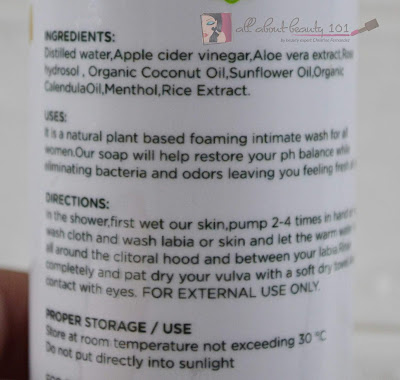 all about beauty 101
INGREDIENTS:
Distilled water,Apple cider vinegar,Aloe vera extract,Rose
hydrosol , Organic Coconut Oil,Sunflower Oil,Organic
CalendulaOil,Menthol,Rice Extract.
USES:
It is a natural plant based foaming intimate wash for all
women.Our soap will help restore your ph balance while
eliminating bacteria and odors leaving you feeling fresh
DIRECTIONS:
In the shower,first wet our skin,pump 2-4 times in hand or
wash cloth and wash labia or skin and let the warm water
all around the clitoral hood and between your labia.Rinse
completely and pat dry your vulva with a soft dry towel.
contact with eyes. FOR EXTERNAL USE ONLY.
PROPER STORAGE / USE
Store at room temperature not exceeding 30 °C
Do not put directly into sunlight